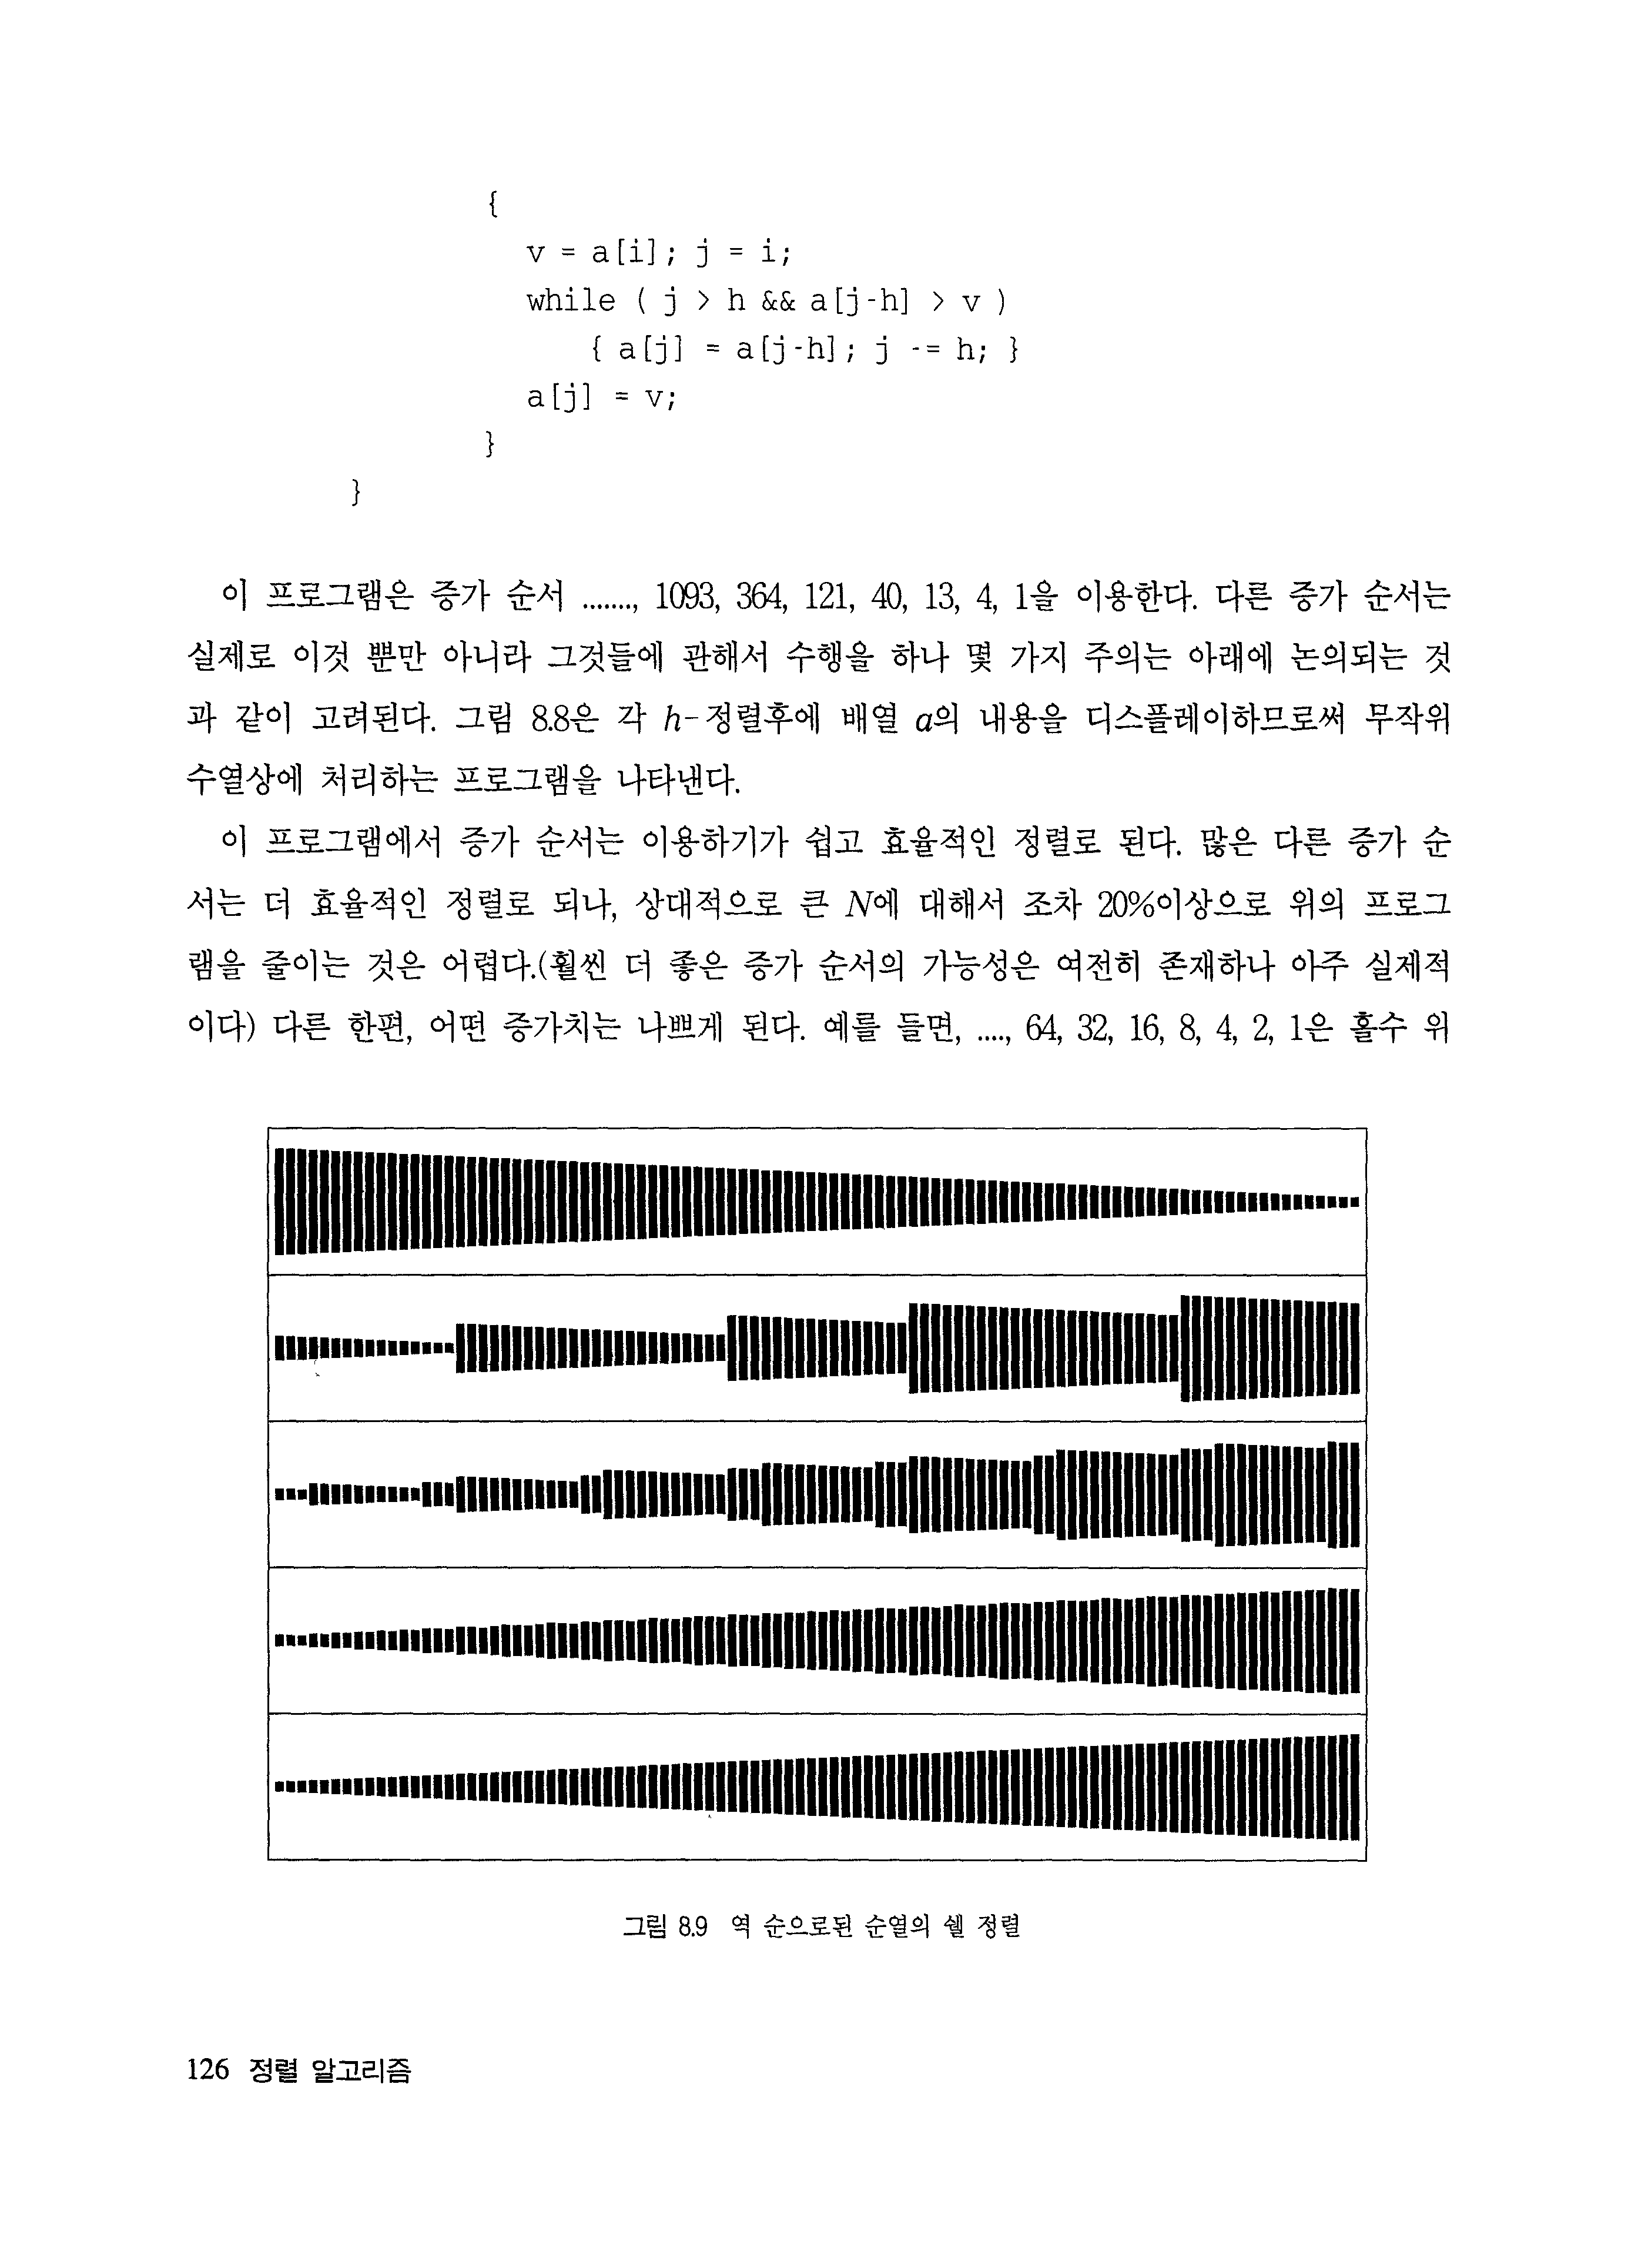 {
v = a[i]; j = i;
while ( j > h && a[j-h] > v )
{ a[j] = a[j-h]; j -= h; }
a[j] = v;
}
}
이 프로그램은 증가 순서 ......., 1093, 364, 121, 40, 13, 4, 1을 이용한다. 다른 증가 순서는
실제로 이것 뿐만 아니라 그것들에 관해서 수행을 하나 몇 가지 주의는 아래에 논의되는 것
과 같이 고려된다. 그림 8.8은 각 h-정렬후에 배열 a의 내용을 디스플레이하므로써 무작위
수열상에 처리하는 프로그램을 나타낸다.
이 프로그램에서 증가 순서는 이용하기가 쉽고 효율적인 정렬로 된다. 많은 다른 증가 순
서는 더 효율적인 정렬로 되나, 상대적으로 큰 N에 대해서 조차 20%이상으로 위의 프로그
램을 줄이는 것은 어렵다.(훨씬 더 좋은 증가 순서의 가능성은 여전히 존재하나 아주 실제적
이다) 다른 한편, 어떤 증가치는 나쁘게 된다. 예를 들면, ...., 64, 32, 16, 8, 4, 2, 1은 홀수 위
그림 8.9 역 순으로된 순열의 쉘 정렬
126 정렬 알고리즘